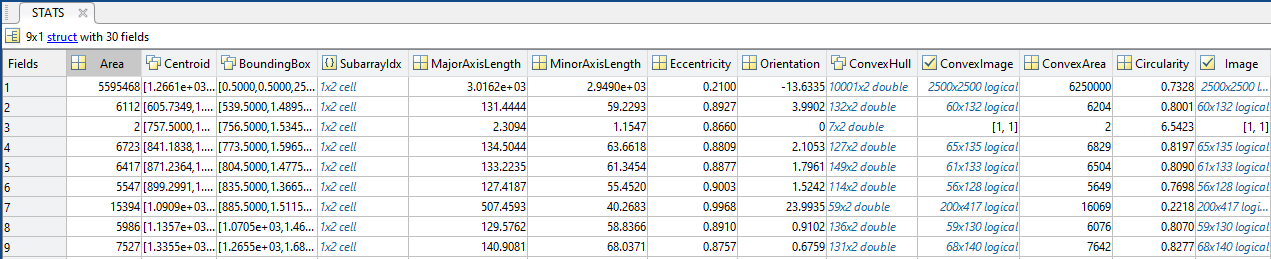 STATS
9x1 struct with 30 fields
Fields Area Centroid BoundingBox SubarrayIdx MajorAxisLength MinorAxisLength Eccentricity Orientation ConvexHull ConvexImage ConvexArea Circularity Image
1 5595468 [1.2661e+03... [0.5000,0.5000,25... 1x2 cell 3.0162e+03 2.9490e+03 0.2100 -13.6335 10001x2 double 2500x2500 logical 6250000 0.7328 2500x2500 l...
2 6112 [605.7349,1.... [539.5000,1.4895... 1x2 cell 131.4444 59.2293 0.8927 3.9902 132x2 double 60x132 logical 6204 0.8001 60x132 logical
3 2 [757.5000,1.... [756.5000,1.5345... 1x2 cell 2.3094 1.1547 0.8660 0 7x2 double [1, 1] 2 6.5423 [1, 1]
4 6723 [841.1838,1.... [773.5000,1.5965... 1x2 cell 134.5044 63.6618 0.8809 2.1053 127x2 double 65x135 logical 6829 0.8197 65x135 logical
5 6417 [871.2364,1.... [804.5000,1.4775... 1x2 cell 133.2235 61.3454 0.8877 1.7961 149x2 double 61x133 logical 6504 0.8090 61x133 logical
6 5547 [899.2991,1.... [835.5000,1.3665... 1x2 cell 127.4187 55.4520 0.9003 1.5242 114x2 double 56x128 logical 5649 0.7698 56x128 logical
7 15394 [1.0909e+03... [885.5000,1.5115... 1x2 cell 507.4593 40.2683 0.9968 23.9935 59x2 double 200x417 logical 16069 0.2218 200x417 logi...
8 5986 [1.1357e+03... [1.0705e+03,1.46... 1x2 cell 129.5762 58.8366 0.8910 0.9102 136x2 double 59x130 logical 6076 0.8070 59x130 logical
9 7527 [1.3355e+03... [1.2655e+03,1.68... 1x2 cell 140.9081 68.0371 0.8757 0.6759 131x2 double 68x140 logical 7642 0.8277 68x140 logical